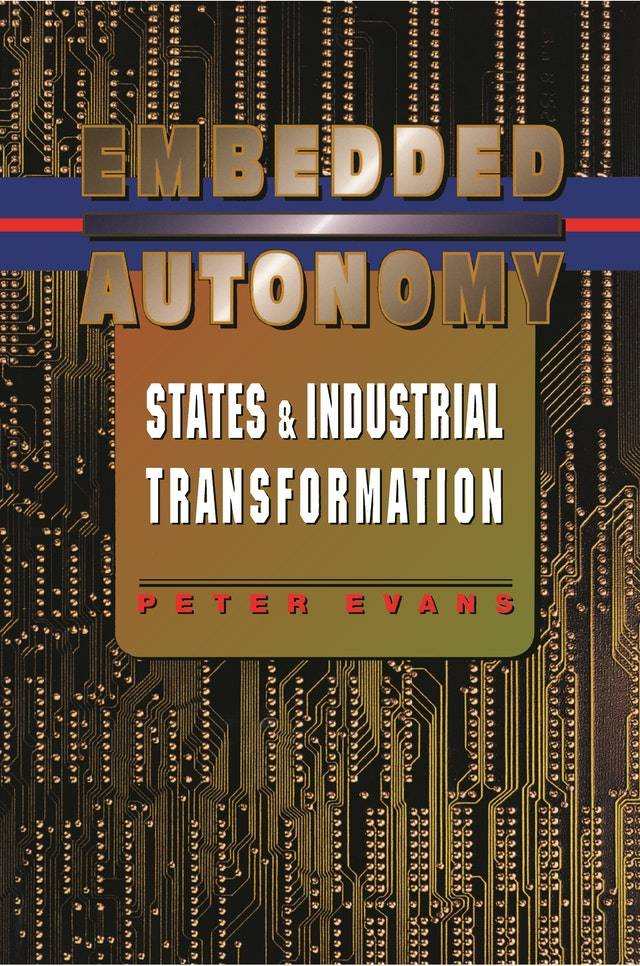 EMBEDDED
AUTONOMY
STATES & INDUSTRIAL
TRANSFORMATION
PETER EVANS